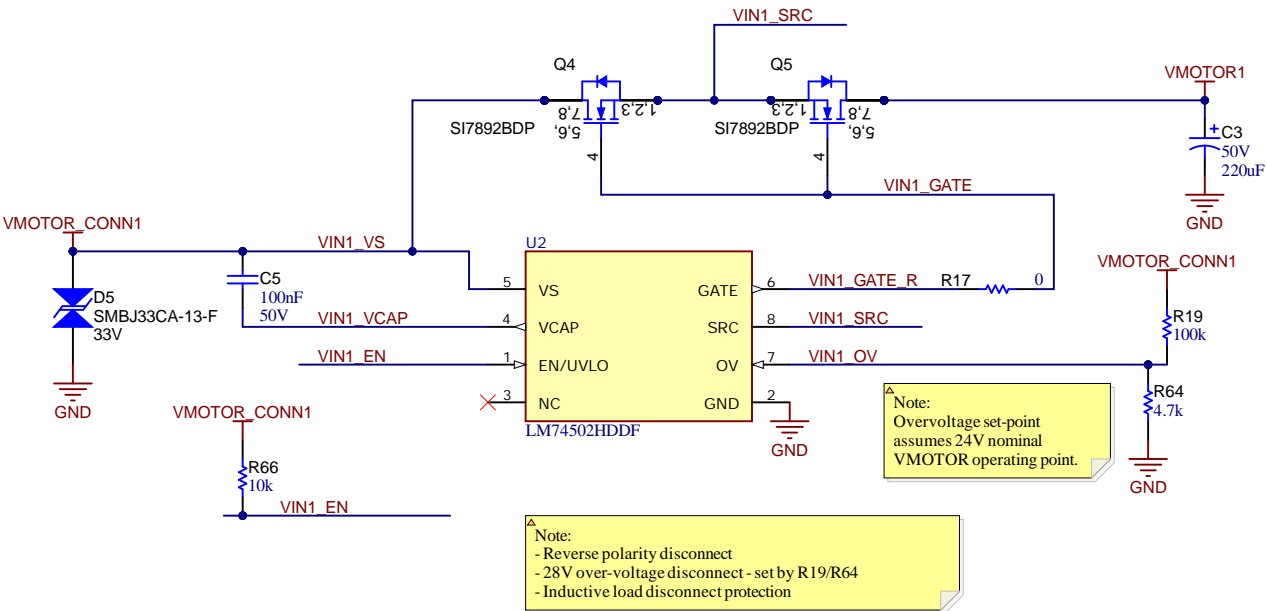 VIN1_SRC
Q4
Q5
VMOTOR1
5,6,
7,8
1,2,3
1,2,3
5,6,
7,8
SI7892BDP
SI7892BDP
4
4
C3
50V
220uF
GND
VIN1_GATE
VMOTOR_CONN1
VIN1_VS
U2
VMOTOR_CONN1
C5
100nF
50V
D5
SMBJ33CA-13-F
33V
GND
5
VS
GATE
6
VIN1_GATE_R
R17
0
VIN1_VCAP
4
VCAP
SRC
8
VIN1_SRC
R19
100k
VIN1_EN
1
EN/UVLO
OV
7
VIN1_OV
3
NC
GND
2
LM74502HDDF
GND
R64
4.7k
GND
Note:
Overvoltage set-point
assumes 24V nominal
VMOTOR operating point.
VMOTOR_CONN1
R66
10k
VIN1_EN
Note:
- Reverse polarity disconnect
- 28V over-voltage disconnect - set by R19/R64
- Inductive load disconnect protection